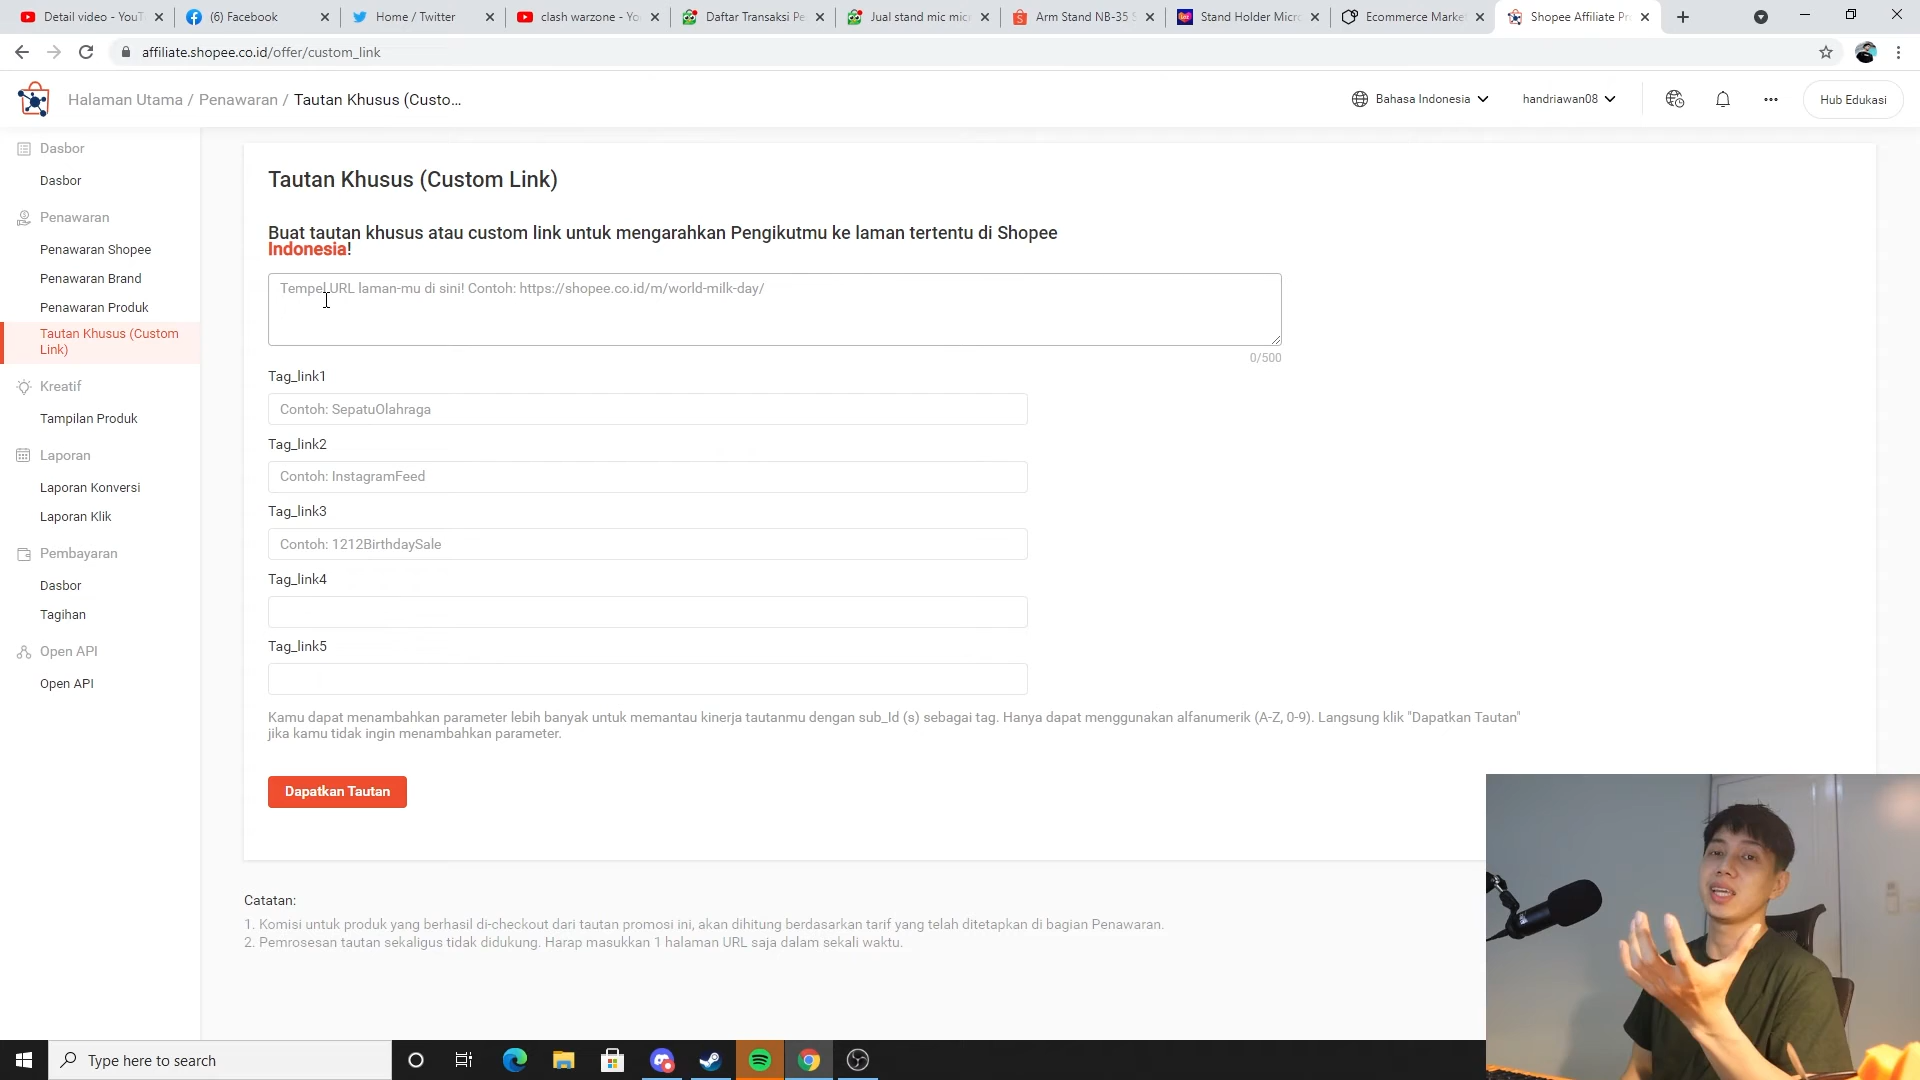 Detail video - YouT
(6) Facebook
Home / Twitter
clash warzone - Yo
Daftar Transaksi Pe
Jual stand mic mic
Arm Stand NB-35 S
Stand Holder Micro
Ecommerce Marke
Shopee Affiliate Pr
affiliate.shopee.co.id/offer/custom_link
Halaman Utama / Penawaran / Tautan Khusus (Custo...
Bahasa Indonesia
handriawan08
Hub Edukasi
Dasbor
Dasbor
Penawaran
Penawaran Shopee
Penawaran Brand
Penawaran Produk
Tautan Khusus (Custom
Link)
Kreatif
Tampilan Produk
Laporan
Laporan Konversi
Laporan Klik
Pembayaran
Dasbor
Tagihan
Open API
Open API
Tautan Khusus (Custom Link)
Buat tautan khusus atau custom link untuk mengarahkan Pengikutmu ke laman tertentu di Shopee
Indonesia!
Tempel URL laman-mu di sini! Contoh: https://shopee.co.id/m/world-milk-day/
0/500
Tag_link1
Contoh: SepatuOlahraga
Tag_link2
Contoh: InstagramFeed
Tag_link3
Contoh: 1212BirthdaySale
Tag_link4
Tag_link5
Kamu dapat menambahkan parameter lebih banyak untuk memantau kinerja tautanmu dengan sub_Id (s) sebagai tag. Hanya dapat menggunakan alfanumerik (A-Z, 0-9). Langsung klik "Dapatkan Tautan"
jika kamu tidak ingin menambahkan parameter.
Dapatkan Tautan
Catatan:
1. Komisi untuk produk yang berhasil di-checkout dari tautan promosi ini, akan dihitung berdasarkan tarif yang telah ditetapkan di bagian Penawaran.
2. Pemrosesan tautan sekaligus tidak didukung. Harap masukkan 1 halaman URL saja dalam sekali waktu.
Type here to search